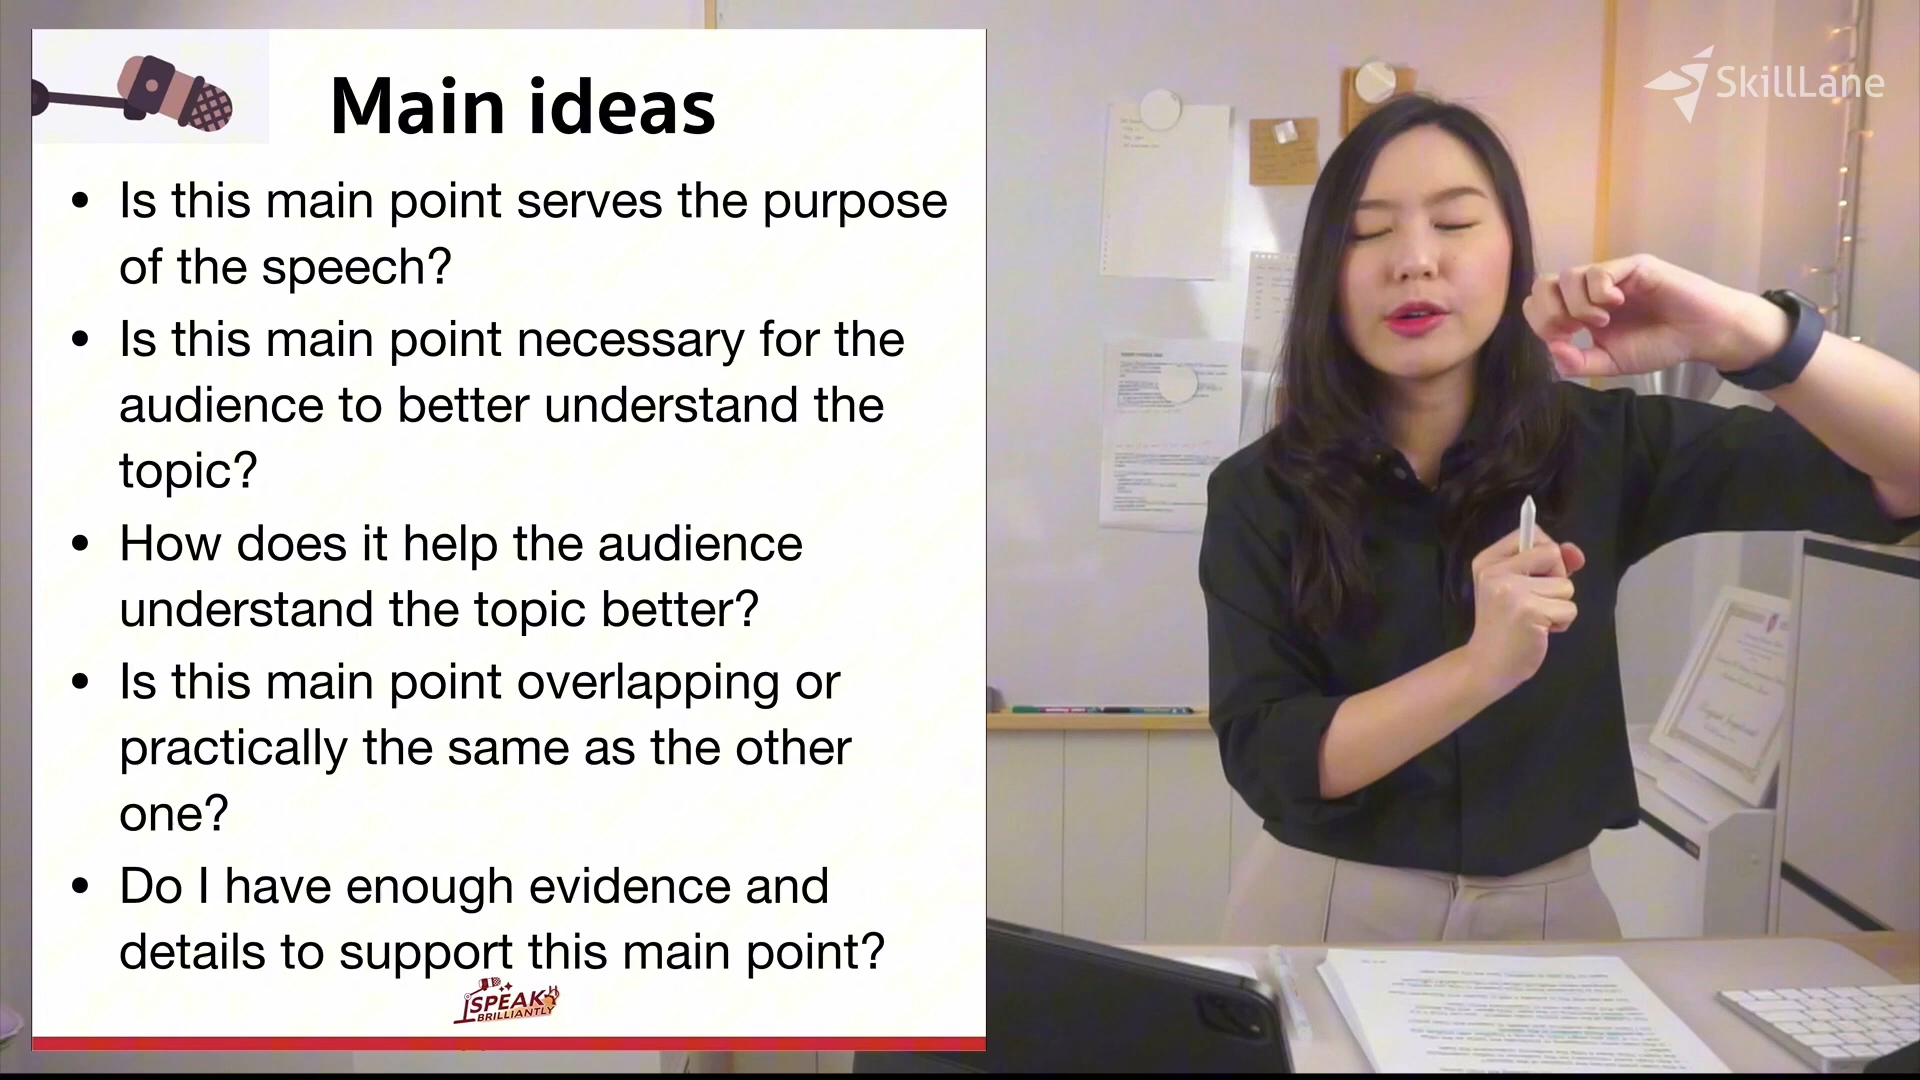 Main ideas
SkillLane
• Is this main point serves the purpose
of the speech?
• Is this main point necessary for the
audience to better understand the
topic?
• How does it help the audience
understand the topic better?
• Is this main point overlapping or
practically the same as the other
one?
• Do I have enough evidence and
details to support this main point?
SPEAK
BRILLIANTLY